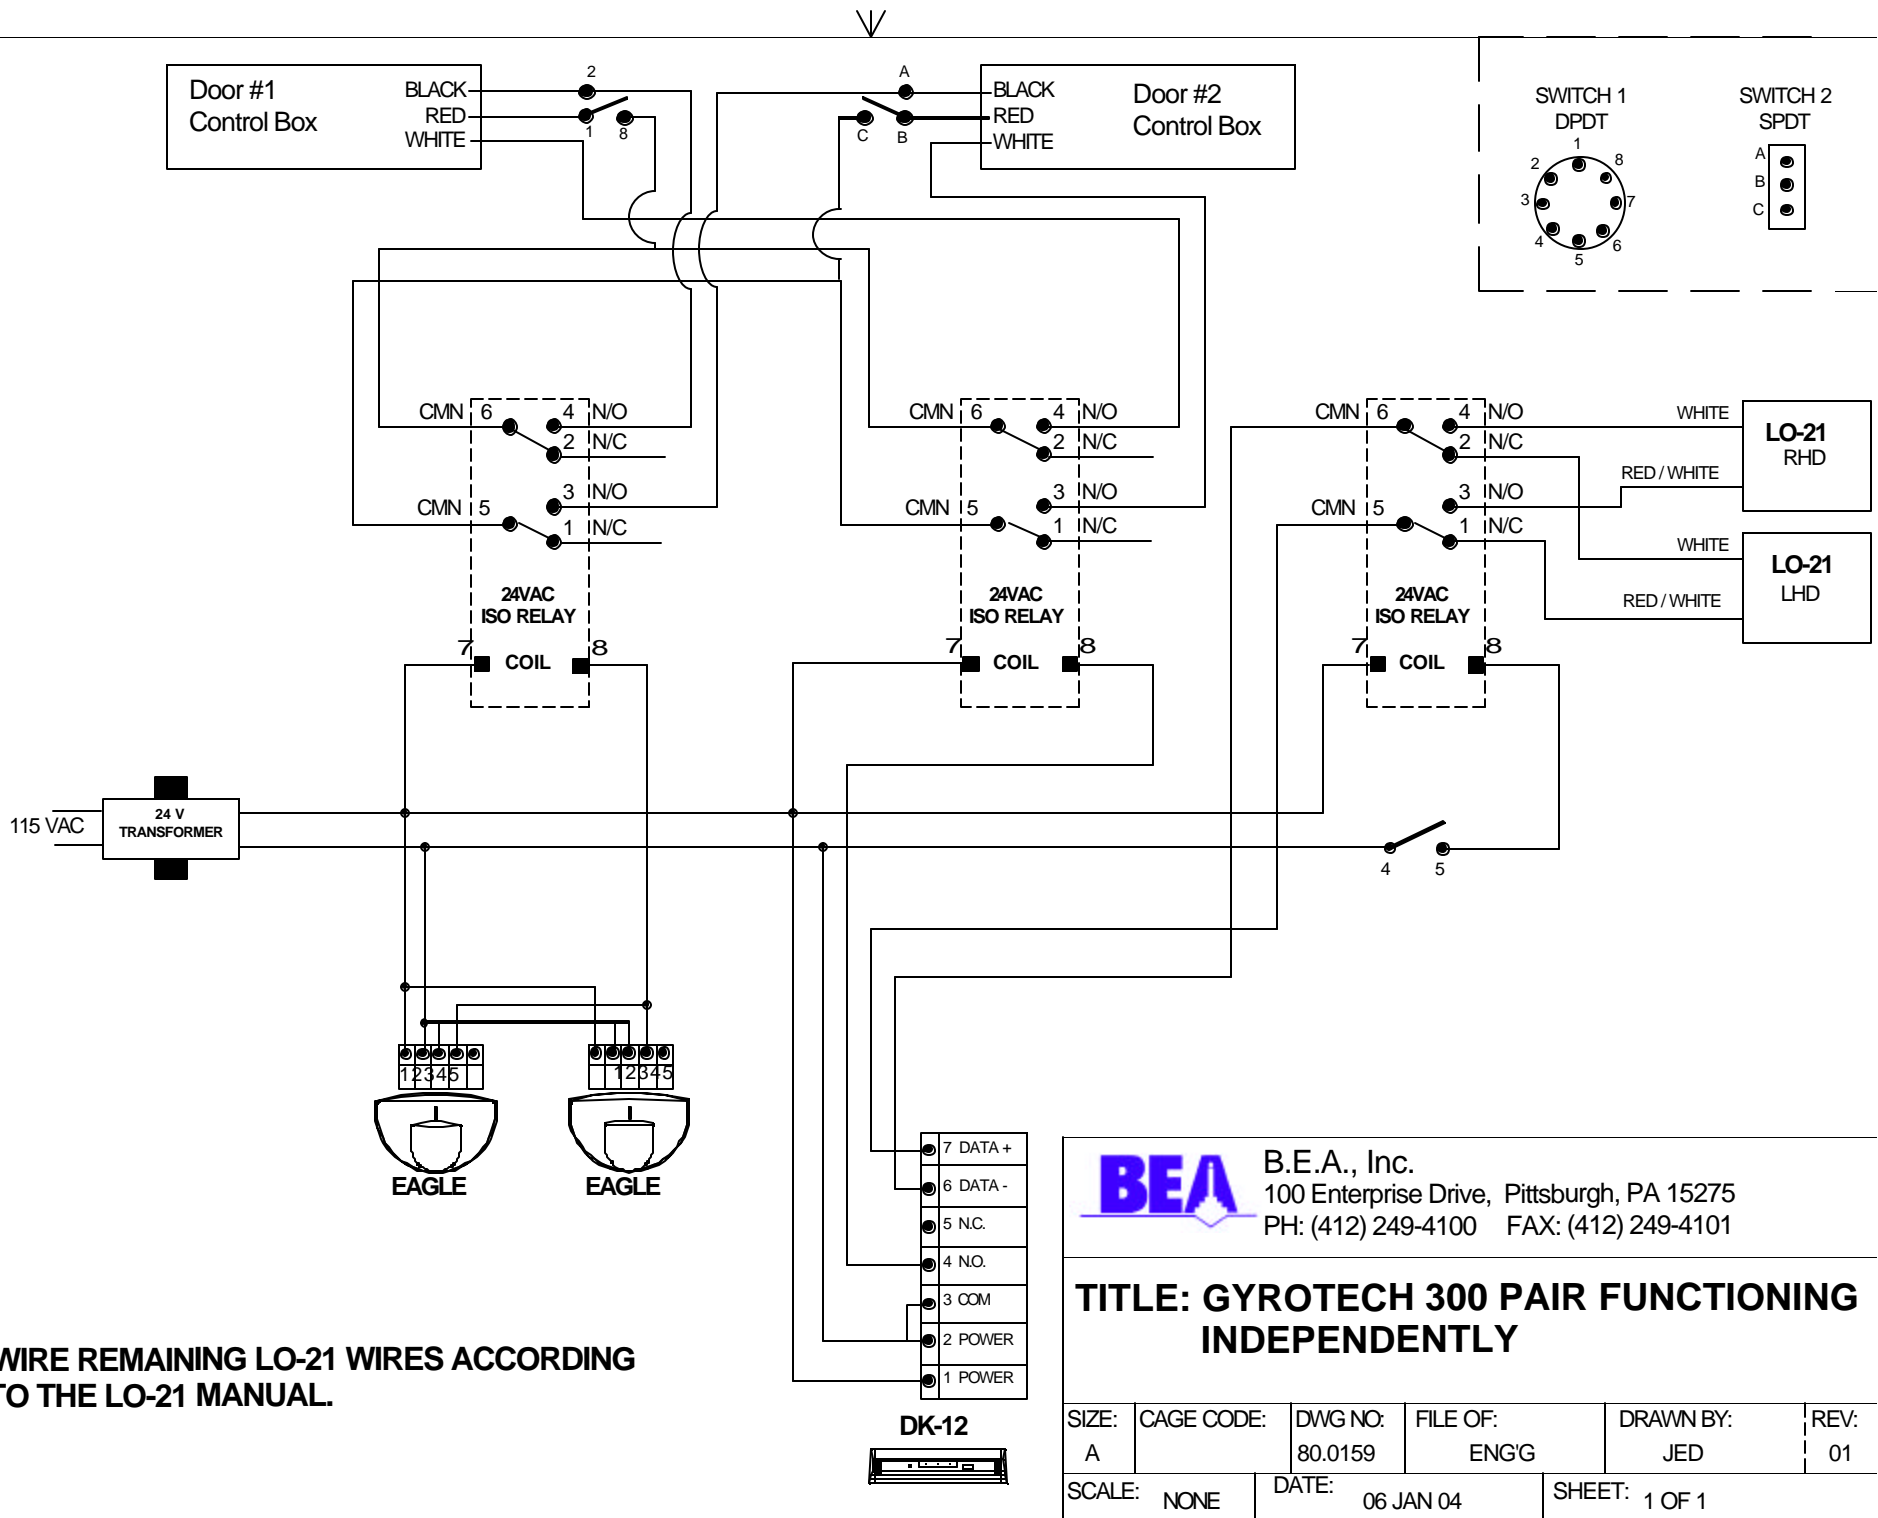 Door #1
Control Box
BLACK
RED
WHITE
2
1
8
A
C
B
BLACK
RED
WHITE
Door #2
Control Box
SWITCH 1
DPDT
1
2
8
3
7
4
6
5
SWITCH 2
SPDT
A
B
C
CMN 6 4 N/O
2 N/C
3 N/O
CMN 5
1 N/C
24VAC
ISO RELAY
7 COIL 8
CMN 6 4 N/O
2 N/C
3 N/O
CMN 5
1 N/C
24VAC
ISO RELAY
7 COIL 8
CMN 6 4 N/O
2 N/C
3 N/O
CMN 5
1 N/C
24VAC
ISO RELAY
7 COIL 8
WHITE
RED / WHITE
LO-21
RHD
WHITE
RED / WHITE
LO-21
LHD
115 VAC
24 V
TRANSFORMER
4 5
12345
EAGLE
12345
EAGLE
7 DATA +
6 DATA -
5 N.C.
4 N.O.
3 COM
2 POWER
1 POWER
DK-12
WIRE REMAINING LO-21 WIRES ACCORDING
TO THE LO-21 MANUAL.
BEA
B.E.A., Inc.
100 Enterprise Drive, Pittsburgh, PA 15275
PH: (412) 249-4100 FAX: (412) 249-4101
TITLE: GYROTECH 300 PAIR FUNCTIONING
INDEPENDENTLY
SIZE: CAGE CODE: DWG NO: FILE OF: DRAWN BY: REV:
A 80.0159 ENG'G JED 01
SCALE: NONE DATE: 06 JAN 04 SHEET: 1 OF 1